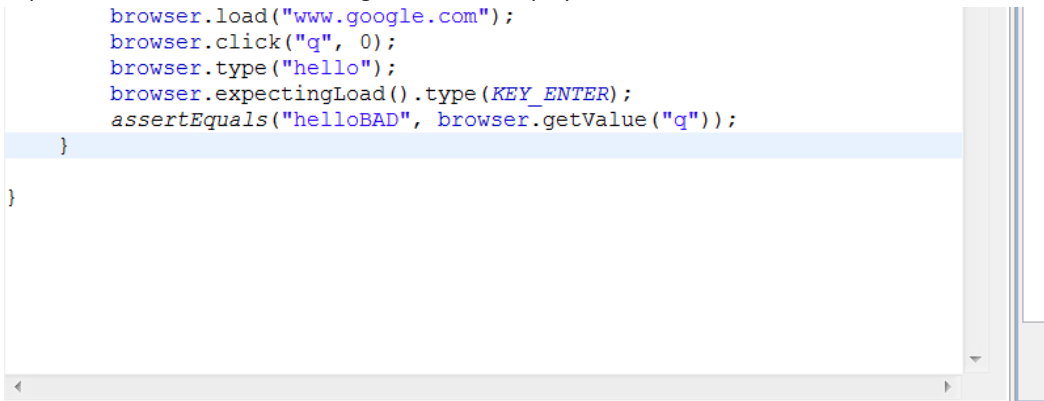 browser.load("www.google.com");
browser.click("q", 0);
browser.type("hello");
browser.expectingLoad().type(KEY_ENTER);
assertEquals("helloBAD", browser.getValue("q"));
}
}